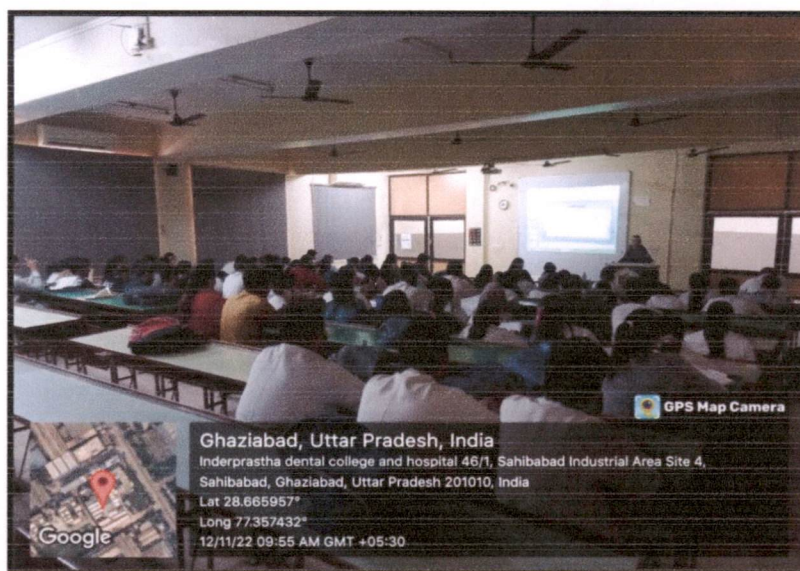 GPS Map Camera
Ghaziabad, Uttar Pradesh, India
Inderprastha dental college and hospital 46/1, Sahibabad Industrial Area Site 4,
Sahibabad, Ghaziabad, Uttar Pradesh 201010, India
Lat 28.665957°
Long 77.357432°
12/11/22 09:55 AM GMT +05:30
Google